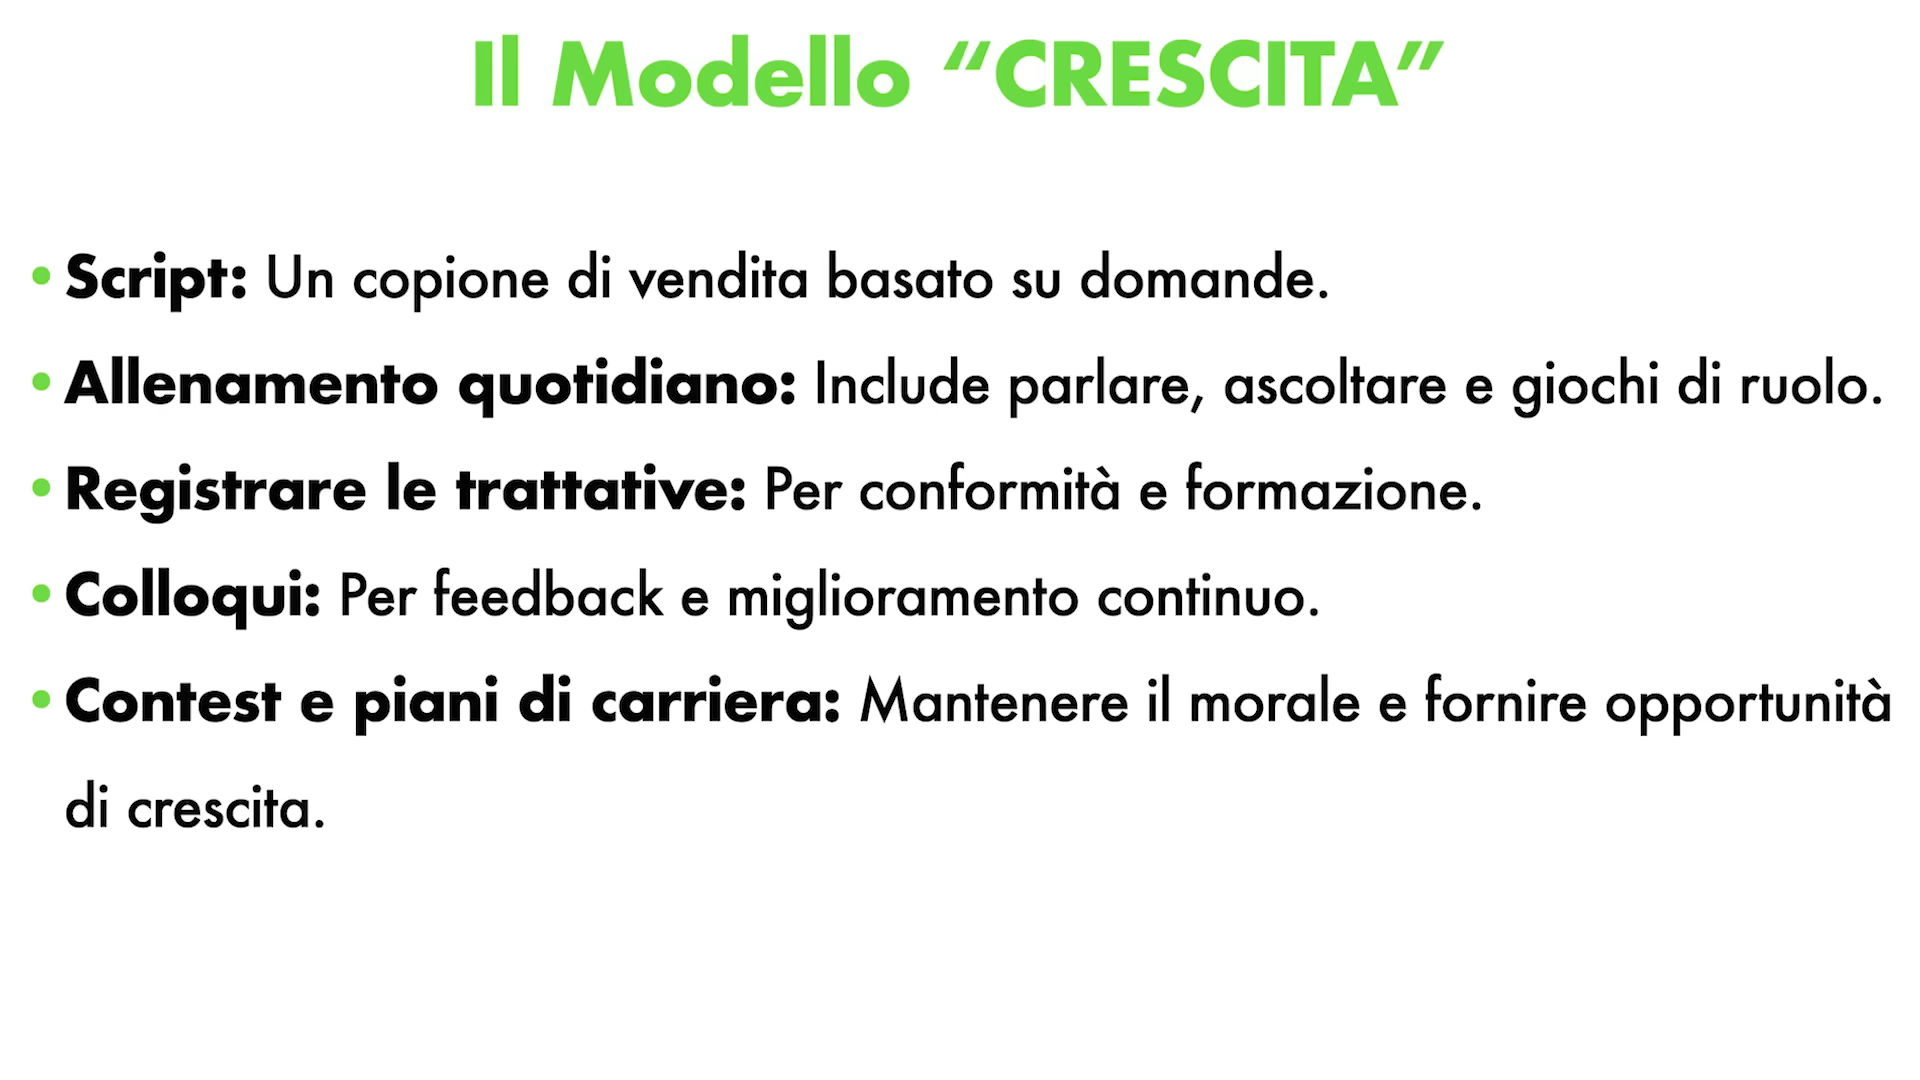 Il Modello “CRESCITA”
• Script: Un copione di vendita basato su domande.
• Allenamento quotidiano: Include parlare, ascoltare e giochi di ruolo.
• Registrare le trattative: Per conformità e formazione.
• Colloqui: Per feedback e miglioramento continuo.
• Contest e piani di carriera: Mantenere il morale e fornire opportunità
di crescita.